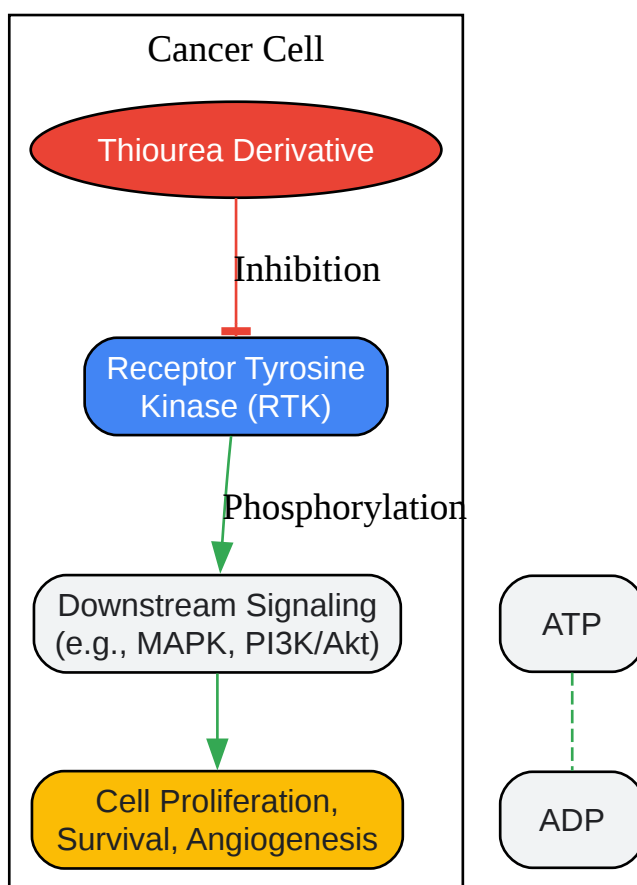 Cancer Cell
Thiourea Derivative
Inhibition
Receptor Tyrosine
Kinase (RTK)
Phosphorylation
Downstream Signaling
(e.g., MAPK, PI3K/Akt)
ATP
Cell Proliferation,
Survival, Angiogenesis
ADP